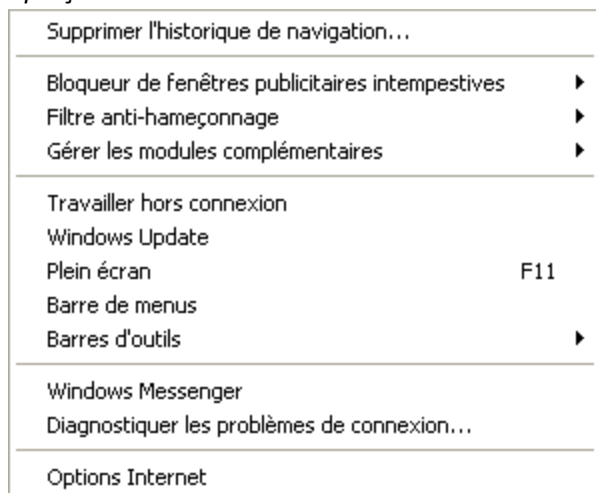 Supprimer l'historique de navigation...
Bloqueur de fenêtres publicitaires intempestives
Filtre anti-hameçonnage
Gérer les modules complémentaires
Travailler hors connexion
Windows Update
Plein écran F11
Barre de menus
Barres d'outils
Windows Messenger
Diagnostiquer les problèmes de connexion...
Options Internet